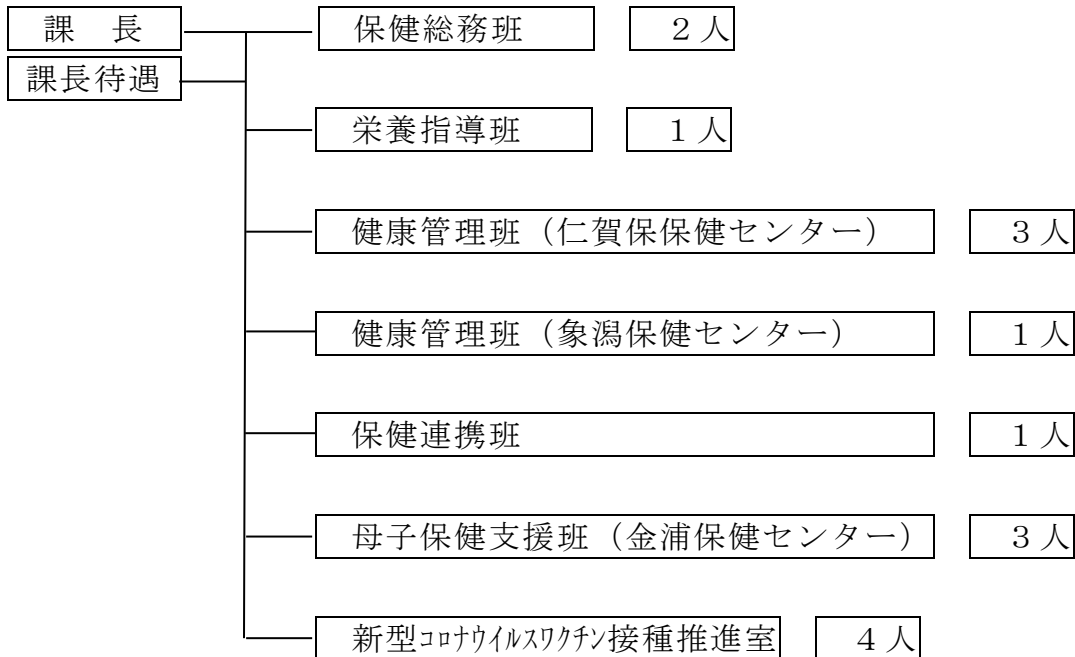 課　長
保健総務班　２人
課長待遇
栄養指導班　１人
健康管理班（仁賀保保健センター）　３人
健康管理班（象潟保健センター）　１人
保健連携班　１人
母子保健支援班（金浦保健センター）　３人
新型ｺﾛﾅｳｲﾙｽﾜｸﾁﾝ接種推進室　４人